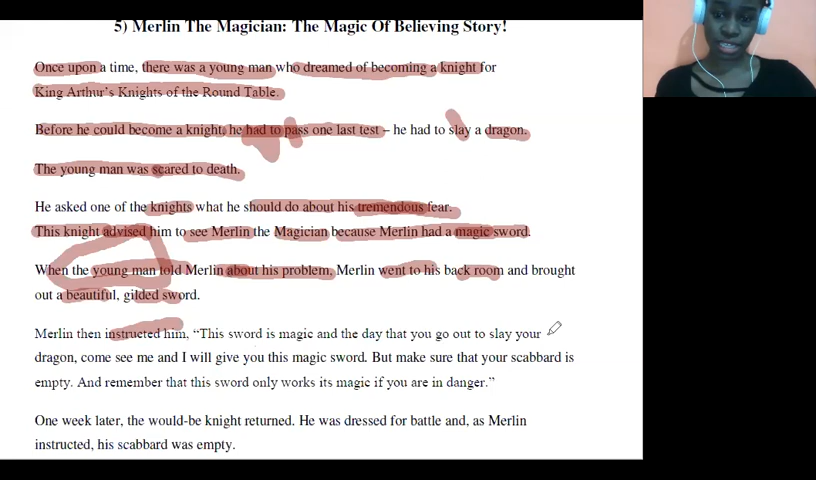 5) Merlin The Magician: The Magic Of Believing Story!
Once upon a time, there was a young man who dreamed of becoming a knight for
King Arthur's Knights of the Round Table.
Before he could become a knight, he had to pass one last test – he had to slay a dragon.
The young man was scared to death.
He asked one of the knights what he should do about his tremendous fear.
This knight advised him to see Merlin the Magician because Merlin had a magic sword.
When the young man told Merlin about his problem, Merlin went to his back room and brought
out a beautiful, gilded sword.
Merlin then instructed him, “This sword is magic and the day that you go out to slay your
dragon, come see me and I will give you this magic sword. But make sure that your scabbard is
empty. And remember that this sword only works its magic if you are in danger.”
One week later, the would-be knight returned. He was dressed for battle and, as Merlin
instructed, his scabbard was empty.